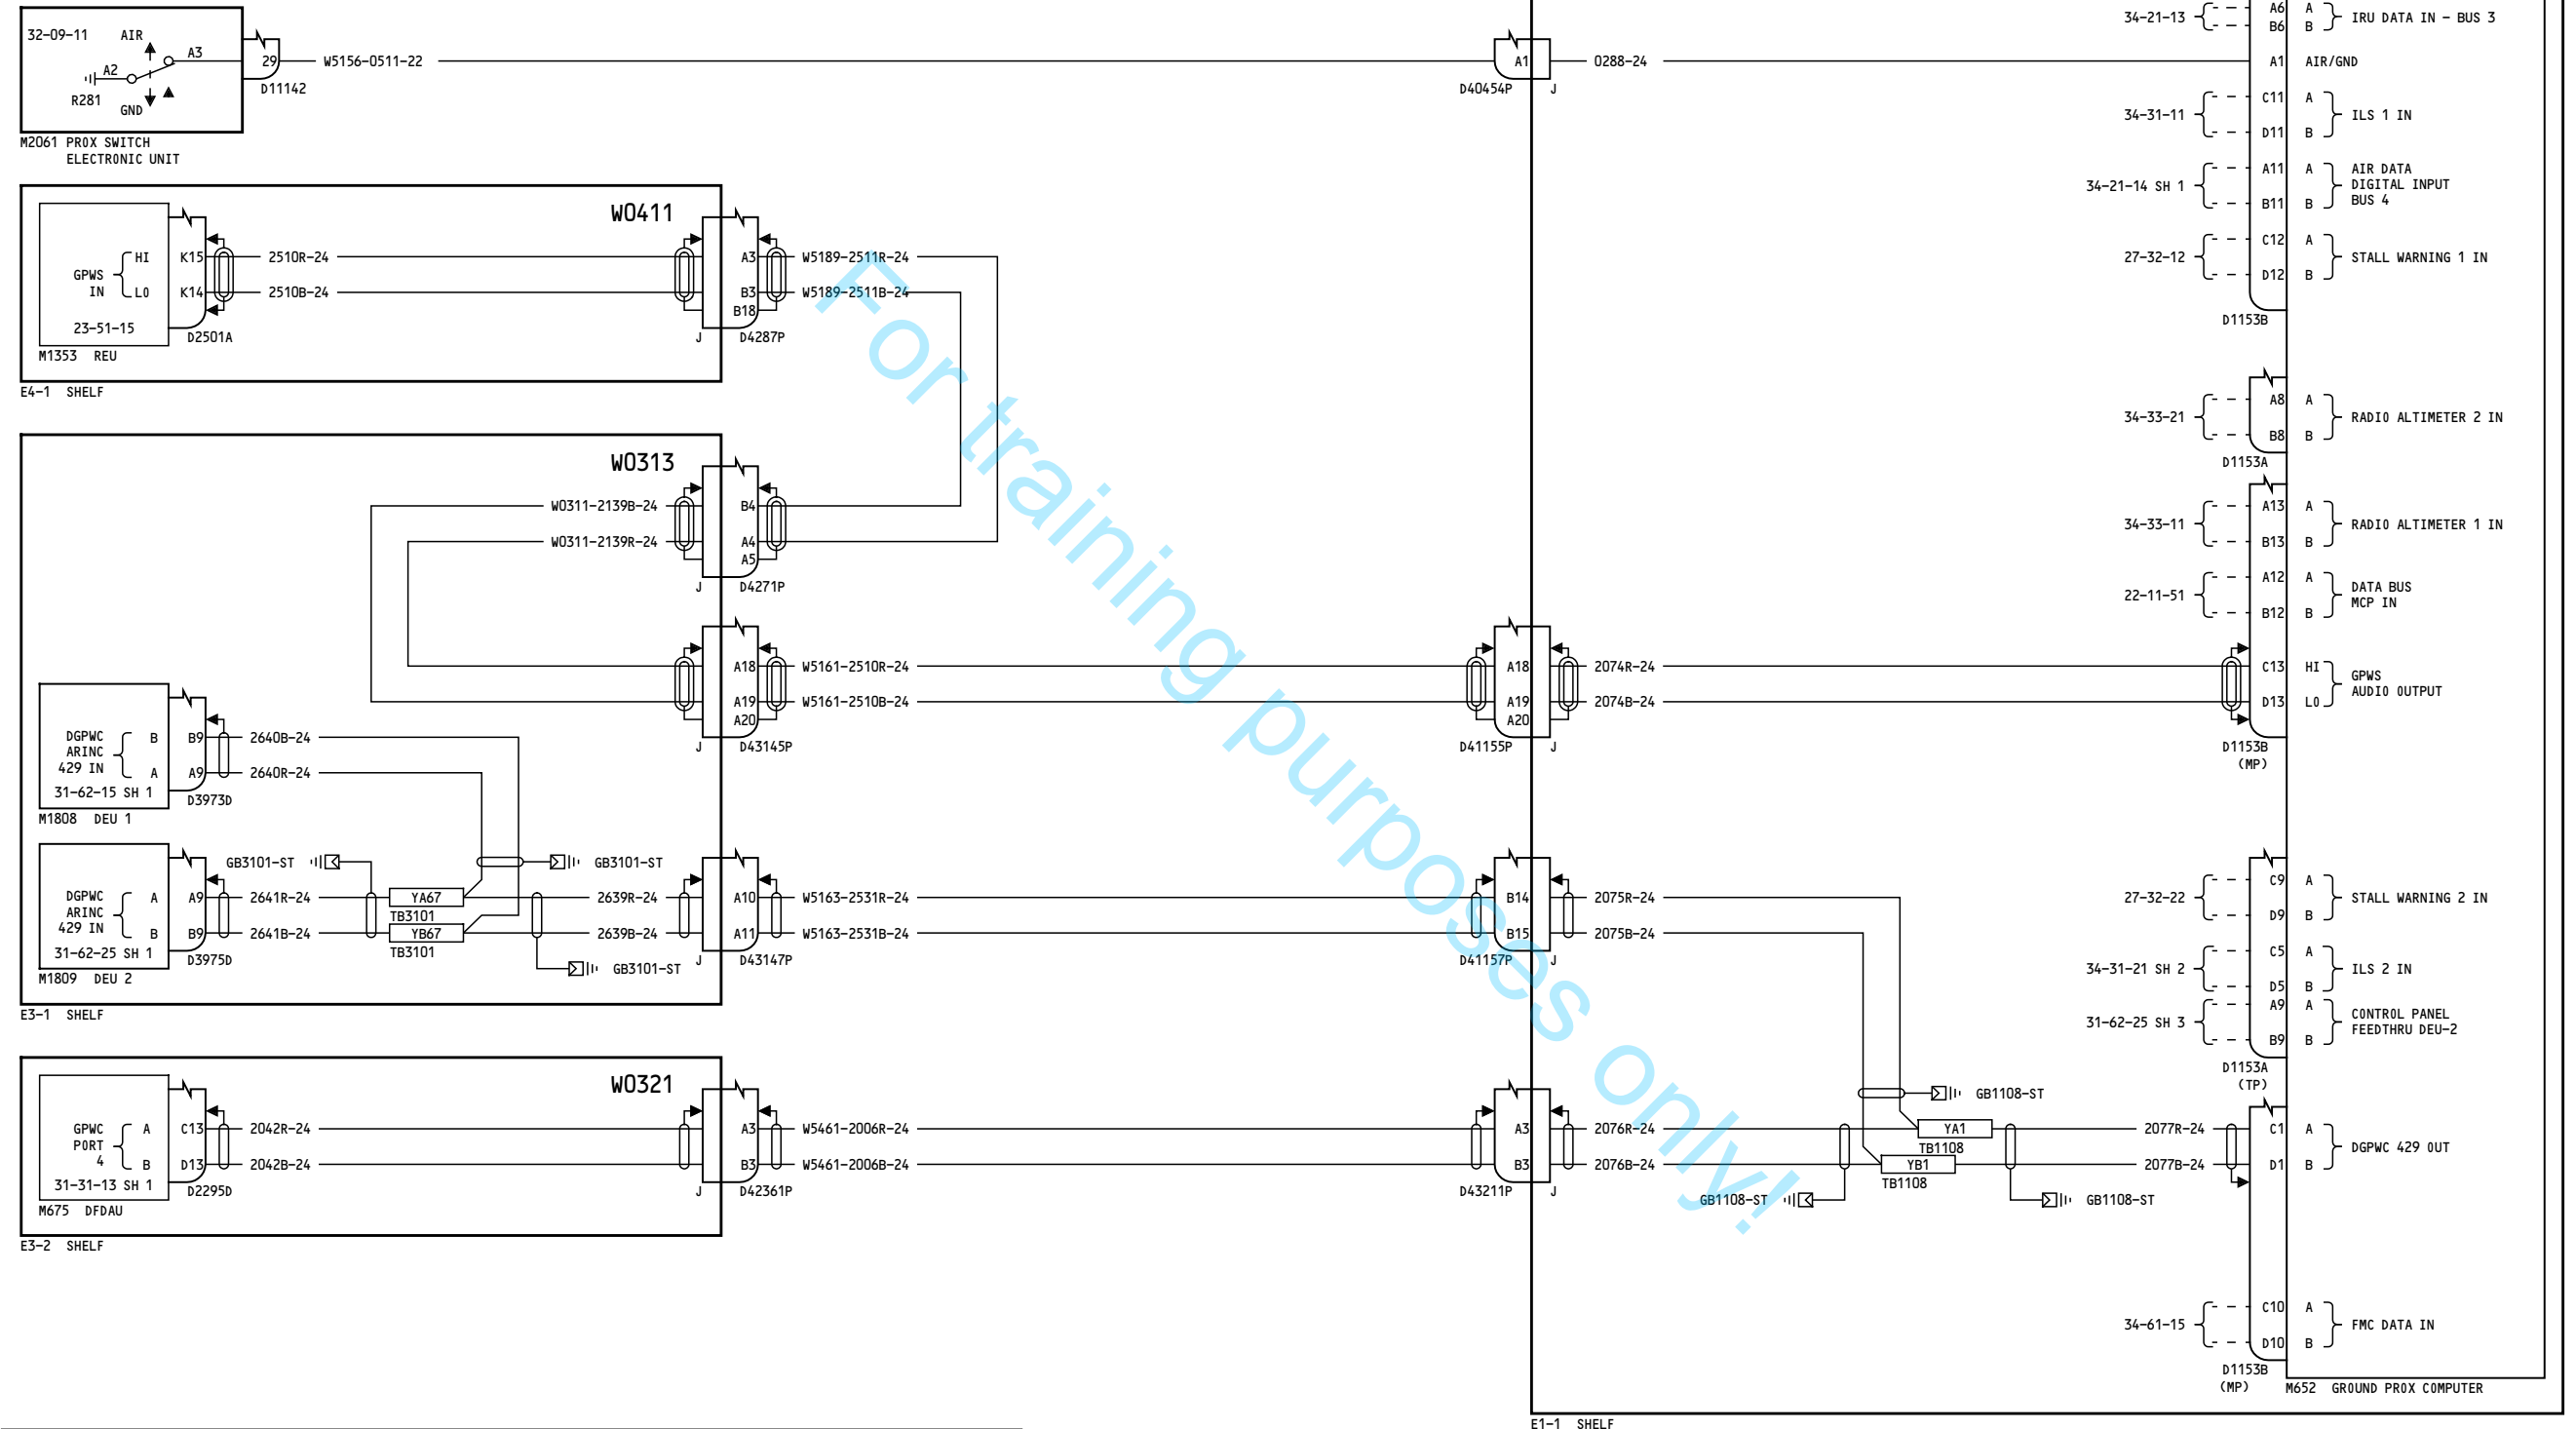 32-09-11
AIR
A3
A2
R281
GND
29
D11142
M2061 PROX SWITCH
ELECTRONIC UNIT
W5156-0511-22
A1
D40454P
J
0288-24
34-21-13
A6 A
B6 B
IRU DATA IN - BUS 3
A1 AIR/GND
34-31-11
C11 A
D11 B
ILS 1 IN
34-21-14 SH 1
A11 A
B11 B
AIR DATA
DIGITAL INPUT
BUS 4
27-32-12
C12 A
D12 B
STALL WARNING 1 IN
D1153B
W0411
GPWS
IN
HI
LO
23-51-15
M1353 REU
K15
K14
D2501A
2510R-24
2510B-24
J
A3
B3
B18
D4287P
W5189-2511R-24
W5189-2511B-24
E4-1 SHELF
34-33-21
A8 A
B8 B
RADIO ALTIMETER 2 IN
D1153A
W0313
W0311-2139B-24
W0311-2139R-24
B4
A4
A5
J
D4271P
34-33-11
A13 A
B13 B
RADIO ALTIMETER 1 IN
22-11-51
A12 A
B12 B
DATA BUS
MCP IN
A18
A19
A20
J
D43145P
W5161-2510R-24
W5161-2510B-24
A18
A19
A20
D41155P
J
2074R-24
2074B-24
C13 HI
D13 LO
GPWS
AUDIO OUTPUT
D1153B
(MP)
DGPWC
ARINC
429 IN
B
A
31-62-15 SH 1
M1808 DEU 1
B9
A9
D3973D
2640B-24
2640R-24
DGPWC
ARINC
429 IN
A
B
31-62-25 SH 1
M1809 DEU 2
A9
B9
D3975D
GB3101-ST
GB3101-ST
2641R-24
2641B-24
YA67
TB3101
YB67
TB3101
2639R-24
2639B-24
GB3101-ST
A10
A11
J
D43147P
W5163-2531R-24
W5163-2531B-24
B14
B15
D41157P
J
2075R-24
2075B-24
27-32-22
C9 A
D9 B
STALL WARNING 2 IN
34-31-21 SH 2
C5 A
D5 B
ILS 2 IN
31-62-25 SH 3
A9 A
B9 B
CONTROL PANEL
FEEDTHRU DEU-2
D1153A
(TP)
E3-1 SHELF
W0321
GPWC
PORT
4
A
B
31-31-13 SH 1
M675 DFDAU
C13
D13
D2295D
2042R-24
2042B-24
J
A3
B3
D42361P
W5461-2006R-24
W5461-2006B-24
A3
B3
D43211P
J
2076R-24
2076B-24
GB1108-ST
YA1
TB1108
YB1
TB1108
GB1108-ST
GB1108-ST
2077R-24
2077B-24
C1 A
D1 B
DGPWC 429 OUT
E3-2 SHELF
34-61-15
C10 A
D10 B
FMC DATA IN
D1153B
(MP)
M652 GROUND PROX COMPUTER
E1-1 SHELF
For training purposes only!